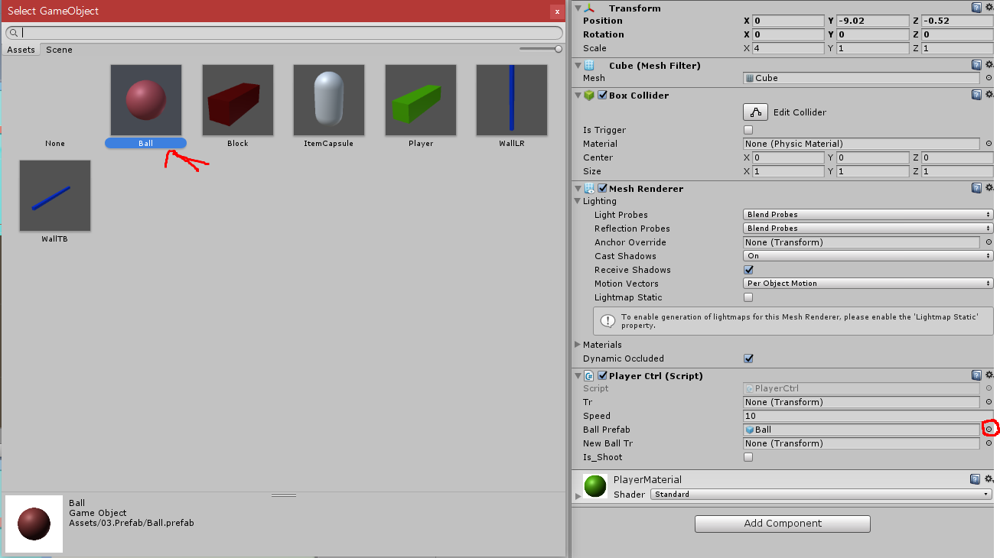 Select GameObject
x
Assets Scene
None
Ball
Block
ItemCapsule
Player
WallLR
WallTB
Ball
Game Object
Assets/03.Prefab/Ball.prefab
Transform
Position X 0 Y -9.02 Z -0.52
Rotation X 0 Y 0 Z 0
Scale X 4 Y 1 Z 1
Cube (Mesh Filter)
Mesh Cube
Box Collider
Edit Collider
Is Trigger
Material None (Physic Material)
Center X 0 Y 0 Z 0
Size X 1 Y 1 Z 1
Mesh Renderer
Lighting
Light Probes Blend Probes
Reflection Probes Blend Probes
Anchor Override None (Transform)
Cast Shadows On
Receive Shadows
Motion Vectors Per Object Motion
Lightmap Static
To enable generation of lightmaps for this Mesh Renderer, please enable the 'Lightmap Static'
property.
Materials
Dynamic Occluded
C# Player Ctrl (Script)
Script PlayerCtrl
Tr None (Transform)
Speed 10
Ball Prefab Ball
New Ball Tr None (Transform)
Is_Shoot
PlayerMaterial
Shader Standard
Add Component